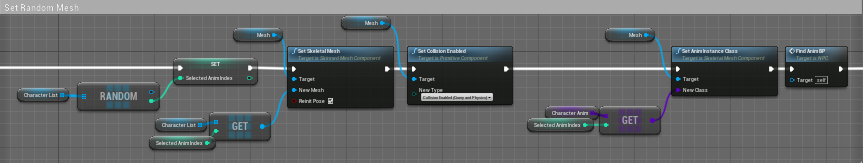 Set Random Mesh
Mesh
Mesh
Set Skeletal Mesh
Target is Skinned Mesh Component
Target
New Mesh
Reinit Pose
Set Collision Enabled
Target is Primitive Component
Target
New Type
Collision Enabled (Query and Physics)
Mesh
Set Anim Instance Class
Target is Skeletal Mesh Component
Target
New Class
Find Anim BP
Target is NPC
Target self
SET
Selected Anim Index
Character List
RANDOM
Character List
Selected Anim Index
GET
Character Anim
Selected Anim Index
GET